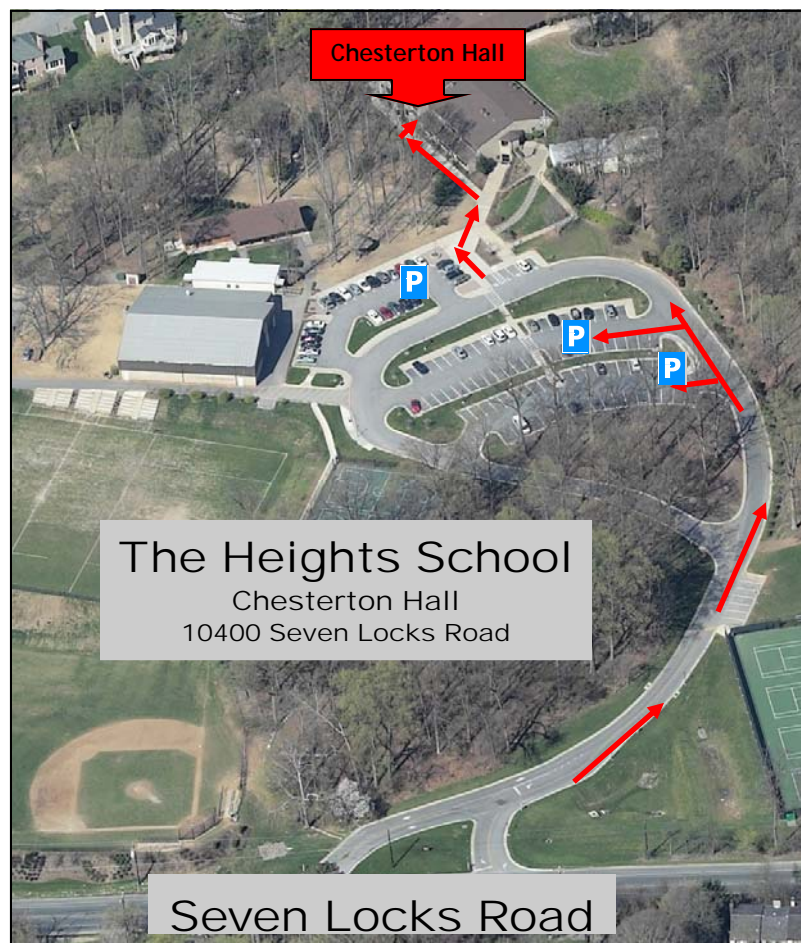 Chesterton Hall
P
P
P
The Heights School
Chesterton Hall
10400 Seven Locks Road
Seven Locks Road